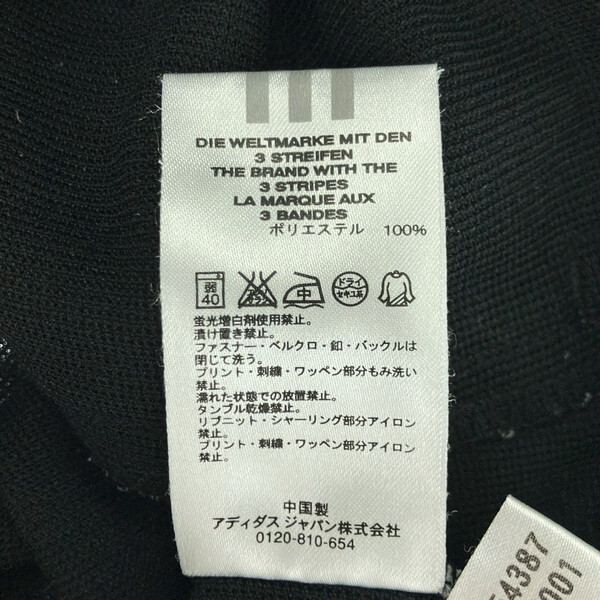 DIE WELTMARKE MIT DEN
3 STREIFEN
THE BRAND WITH THE
3 STRIPES
LA MARQUE AUX
3 BANDES
ポリエステル 100%
弱
40
エンソ
サラシ
中
ドライ
セキユ系
蛍光増白剤使用禁止。
漬け置き禁止。
ファスナー・ベルクロ・釦・バックルは
閉じて洗う。
プリント・刺繍・ワッペン部分もみ洗い
禁止。
濡れた状態での放置禁止。
タンブル乾燥禁止。
リブニット・シャーリング部分アイロン
禁止。
プリント・刺繍・ワッペン部分アイロン
禁止。
中国製
アディダス ジャパン株式会社
0120-810-654
4387
001